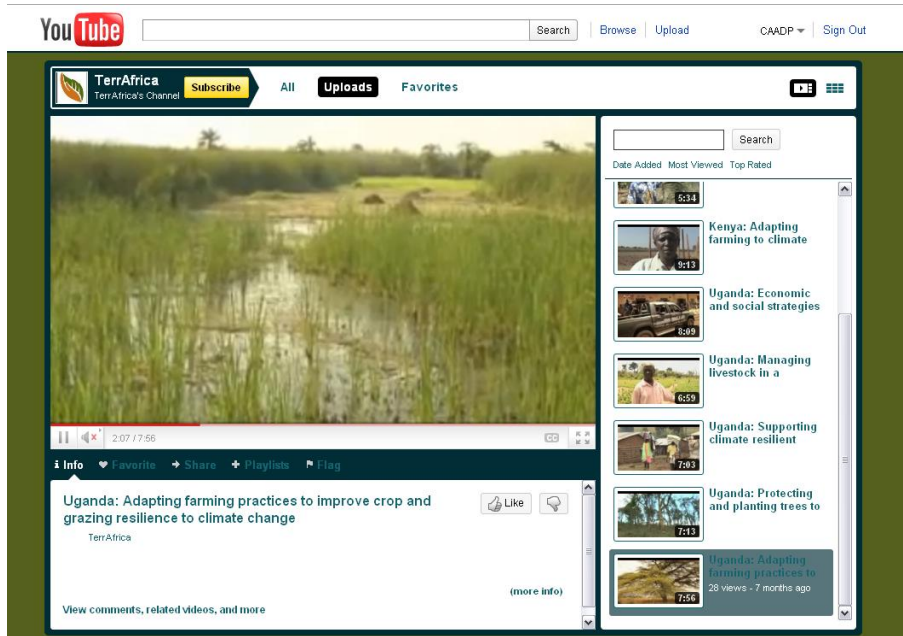 YouTube Search Browse Upload CAADP Sign Out
TerrAfrica
TerrAfrica's Channel
Subscribe
All Uploads Favorites
2:07 / 7:56 CC
Info Favorite Share Playlists Flag
Uganda: Adapting farming practices to improve crop and
grazing resilience to climate change
Like
TerrAfrica
(more info)
View comments, related videos, and more
Search
Date Added Most Viewed Top Rated
5:34
Kenya: Adapting
farming to climate
9:13
Uganda: Economic
and social strategies
8:09
Uganda: Managing
livestock in a
6:59
Uganda: Supporting
climate resilient
7:03
Uganda: Protecting
and planting trees to
7:13
Uganda: Adapting
farming practices to
28 views - 7 months ago
7:56